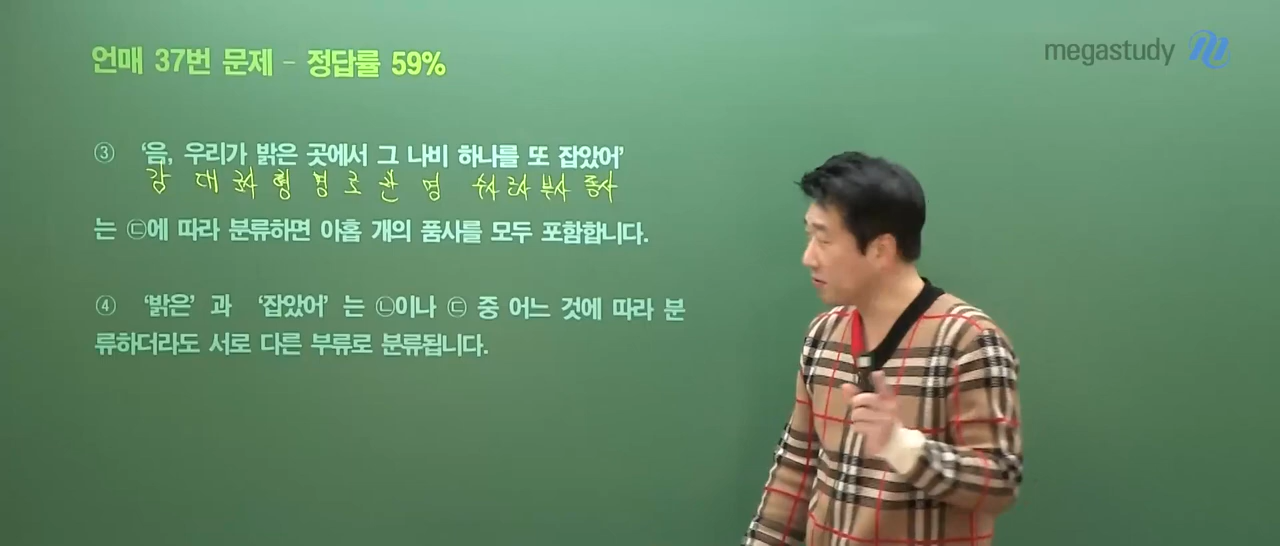 언매 37번 문제 - 정답률 59%
megastudy
③ '음, 우리가 밝은 곳에서 그 나비 하나를 또 잡았어'
감 대 조사 형 명 조 관 명 수사 조사 부사 동사
는 ㉢에 따라 분류하면 아홉 개의 품사를 모두 포함합니다.
④ '밝은' 과 '잡았어' 는 ㉡이나 ㉢ 중 어느 것에 따라 분
류하더라도 서로 다른 부류로 분류됩니다.